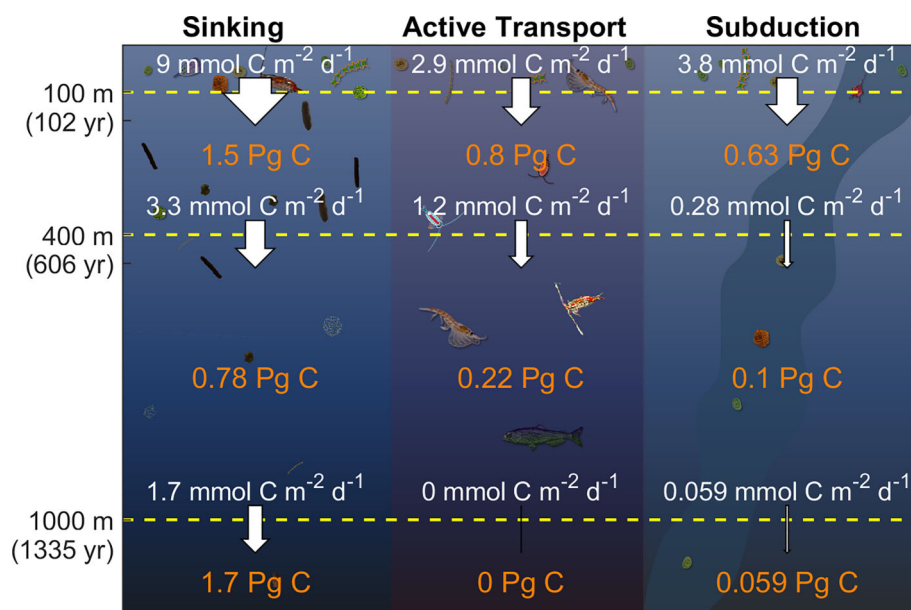 Sinking Active Transport Subduction
9 mmol C m⁻² d⁻¹ 2.9 mmol C m⁻² d⁻¹ 3.8 mmol C m⁻² d⁻¹
100 m
(102 yr)
1.5 Pg C 0.8 Pg C 0.63 Pg C
3.3 mmol C m⁻² d⁻¹ 1.2 mmol C m⁻² d⁻¹ 0.28 mmol C m⁻² d⁻¹
400 m
(606 yr)
0.78 Pg C 0.22 Pg C 0.1 Pg C
1.7 mmol C m⁻² d⁻¹ 0 mmol C m⁻² d⁻¹ 0.059 mmol C m⁻² d⁻¹
1000 m
(1335 yr)
1.7 Pg C 0 Pg C 0.059 Pg C